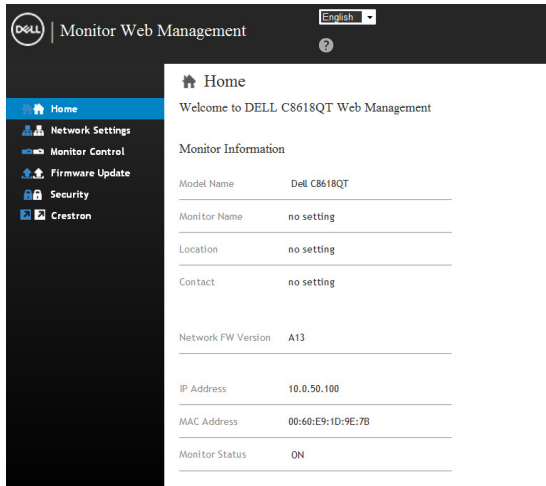 DELL | Monitor Web Management
English
?
Home
Network Settings
Monitor Control
Firmware Update
Security
Crestron
Home
Welcome to DELL C8618QT Web Management
Monitor Information
Model Name Dell C8618QT
Monitor Name no setting
Location no setting
Contact no setting
Network FW Version A13
IP Address 10.0.50.100
MAC Address 00:60:E9:1D:9E:7B
Monitor Status ON